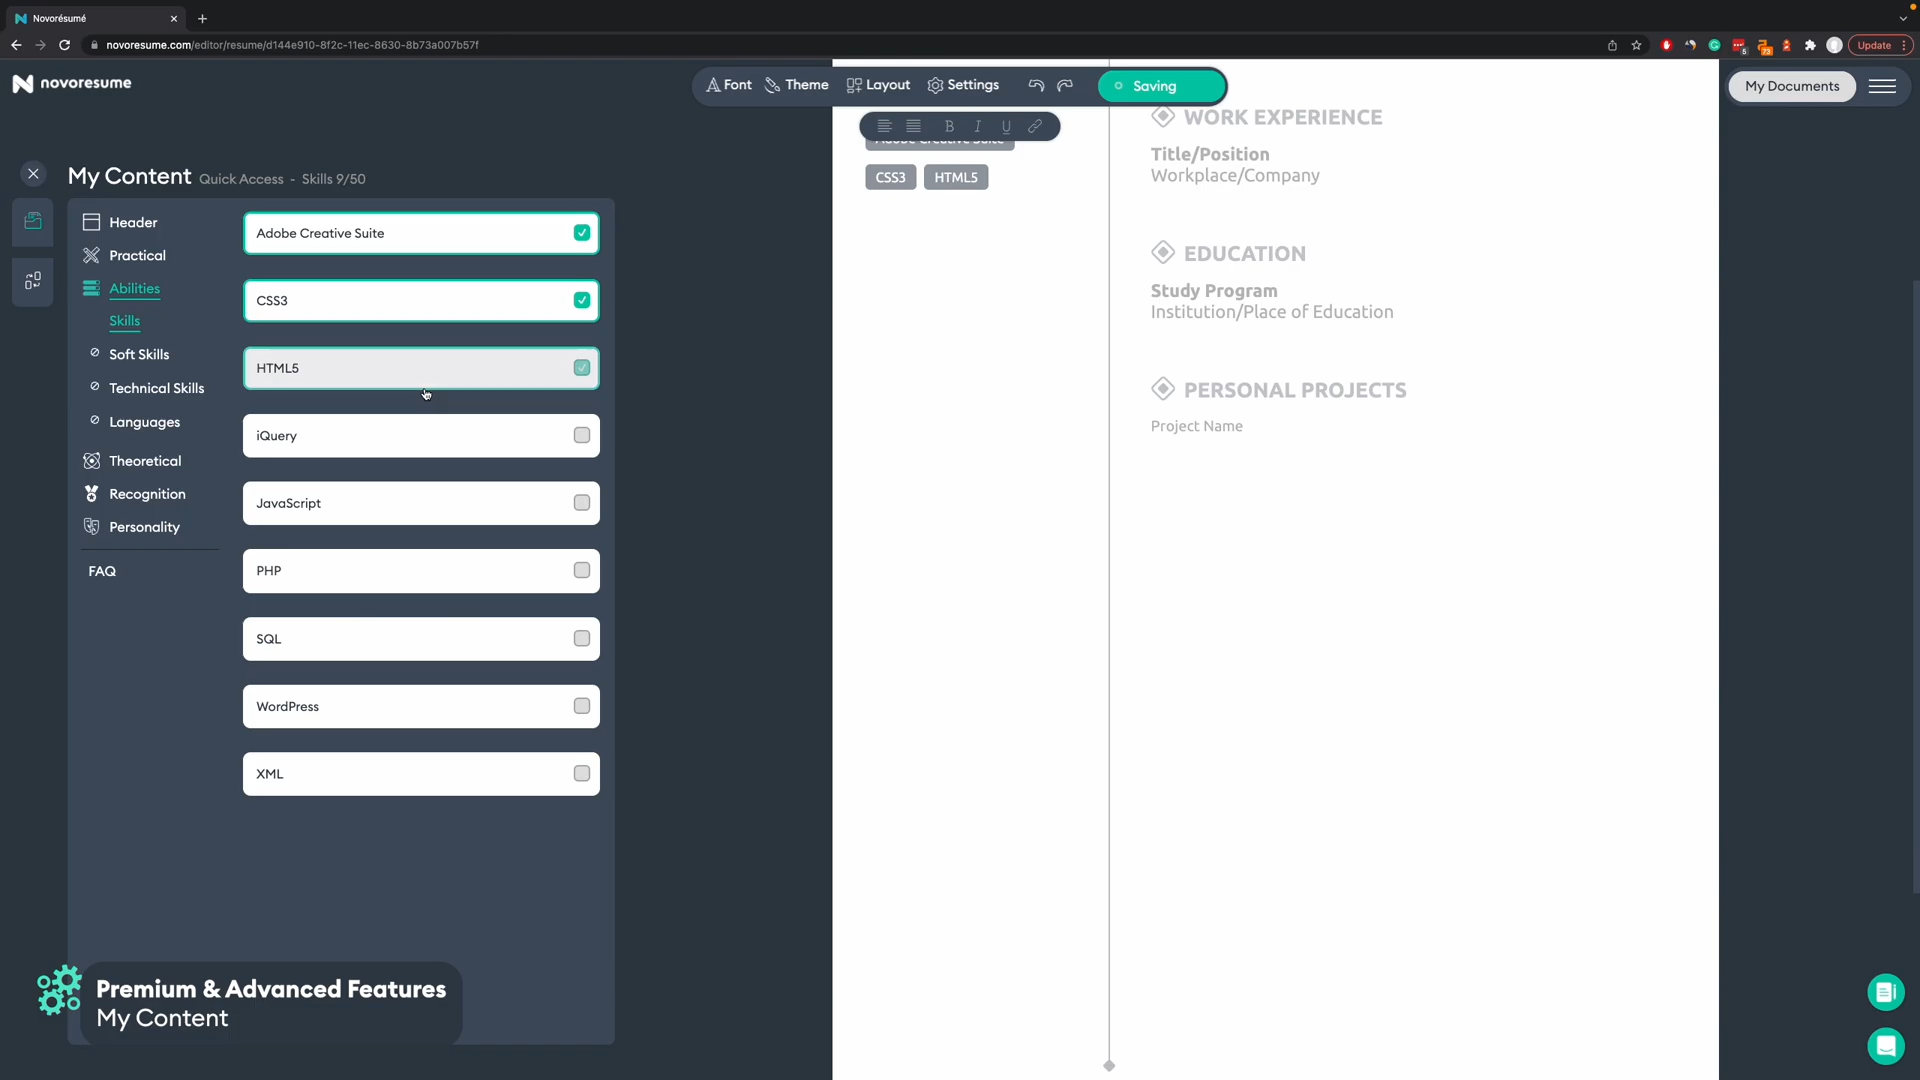 Novorésumé
novoresume.com/editor/resume/d144e910-8f2c-11ec-8630-8b73a007b57f
Update
novoresume
Font
Theme
Layout
Settings
Saving
My Documents
My Content Quick Access - Skills 9/50
Header
Practical
Abilities
Skills
Soft Skills
Technical Skills
Languages
Theoretical
Recognition
Personality
FAQ
Adobe Creative Suite
CSS3
HTML5
iQuery
JavaScript
PHP
SQL
WordPress
XML
Adobe Creative Suite
CSS3 HTML5
WORK EXPERIENCE
Title/Position
Workplace/Company
EDUCATION
Study Program
Institution/Place of Education
PERSONAL PROJECTS
Project Name
Premium & Advanced Features
My Content